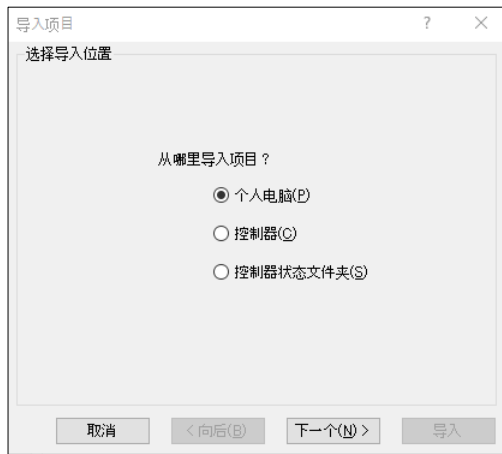 导入项目
?
选择导入位置
从哪里导入项目？
个人电脑(P)
控制器(C)
控制器状态文件夹(S)
取消
< 向后(B)
下一个(N) >
导入